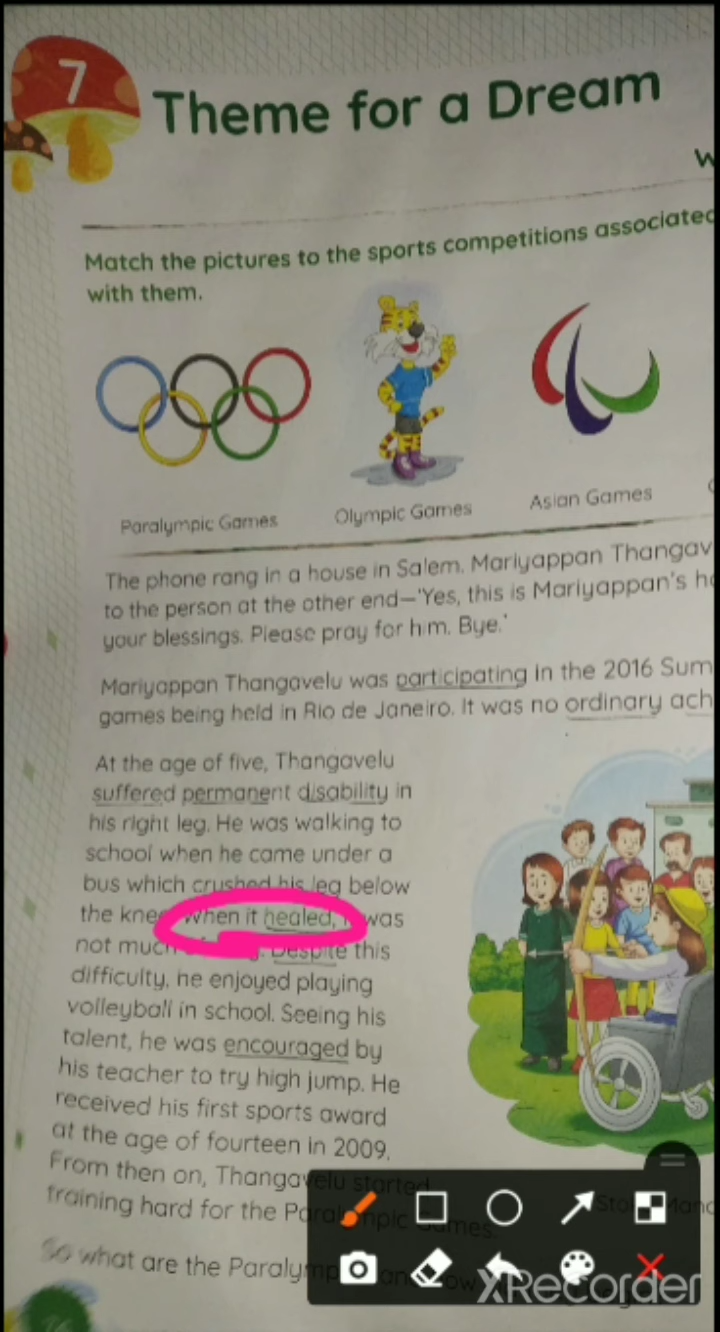 7
Theme for a Dream
W
Match the pictures to the sports competitions associated
with them.
Paralympic Games
Olympic Games
Asian Games
The phone rang in a house in Salem. Mariyappan Thangav
to the person at the other end—'Yes, this is Mariyappan's h
your blessings. Please pray for him. Bye.'
Mariyappan Thangavelu was participating in the 2016 Sum
games being held in Rio de Janeiro. It was no ordinary ach
At the age of five, Thangavelu
suffered permanent disability in
his right leg. He was walking to
school when he came under a
bus which crushed his leg below
the knee when it healed, was
not much Despite this
difficulty, he enjoyed playing
volleyball in school. Seeing his
talent, he was encouraged by
his teacher to try high jump. He
received his first sports award
at the age of fourteen in 2009.
From then on, Thangavelu started
training hard for the Paralympic Games.
So what are the Paralymp
XRecorder